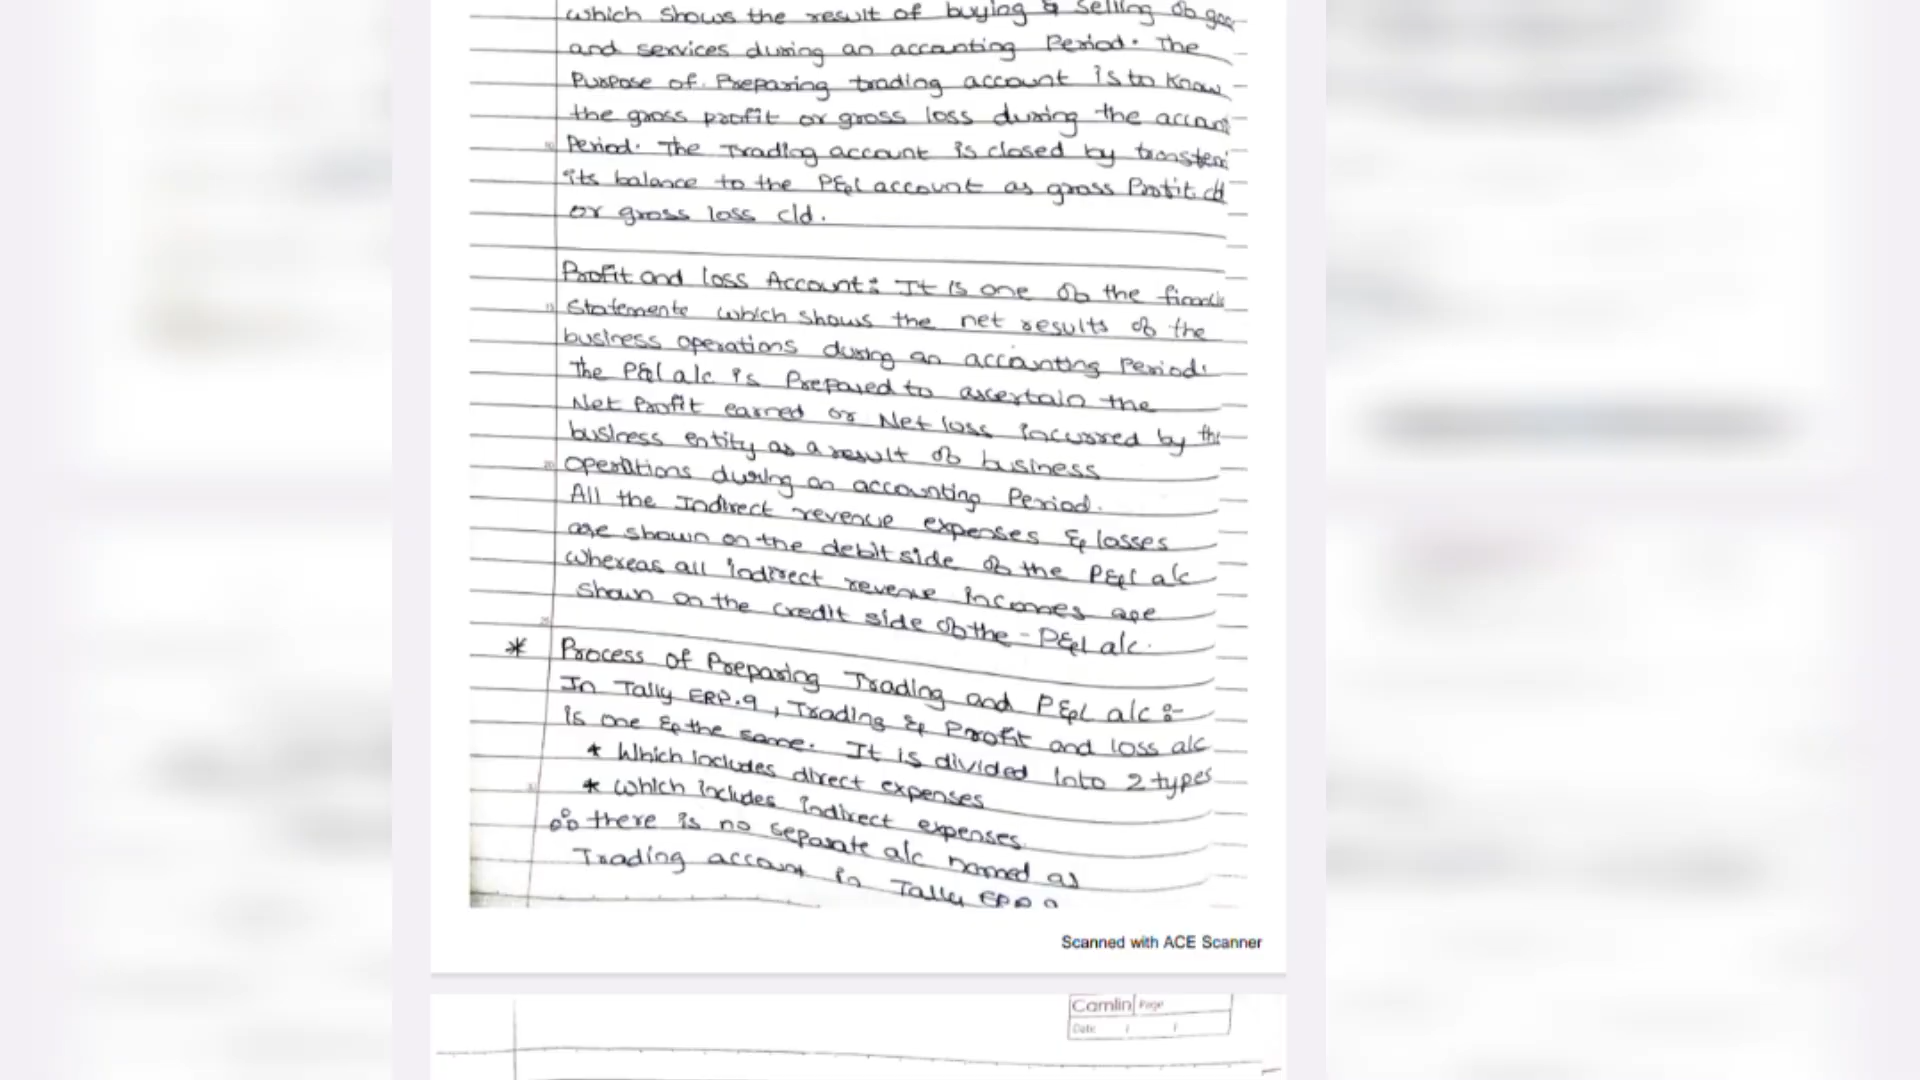 which shows the result of buying & selling of goo
and services during an accounting Period. The
Purpose of Preparing trading account is to know
the gross profit or gross loss during the accoun
Period. The Trading account is closed by transferi
its balance to the P&L account as gross Profit c/d
or gross loss c/d.
Profit and loss Account: It is one of the financi
Statements which shows the net results of the
business operations during an accounting Period.
The P&L a/c is Prepared to ascertain the
Net Profit earned or Net loss incurred by the
business entity as a result of business
operations during an accounting Period.
All the Indirect revenue expenses & losses
are shown on the debit side of the P&L a/c
whereas all indirect revenue incomes are
shown on the credit side of the - P&L a/c.
* Process of Preparing Trading and P&L a/c :-
In Tally ERP.9, Trading & Profit and loss a/c
is one & the same. It is divided into 2 types
* Which includes direct expenses
* which includes indirect expenses
∴ there is no separate a/c named as
Trading account in Tally ERP 9
Scanned with ACE Scanner
Camlin Page
Date / /